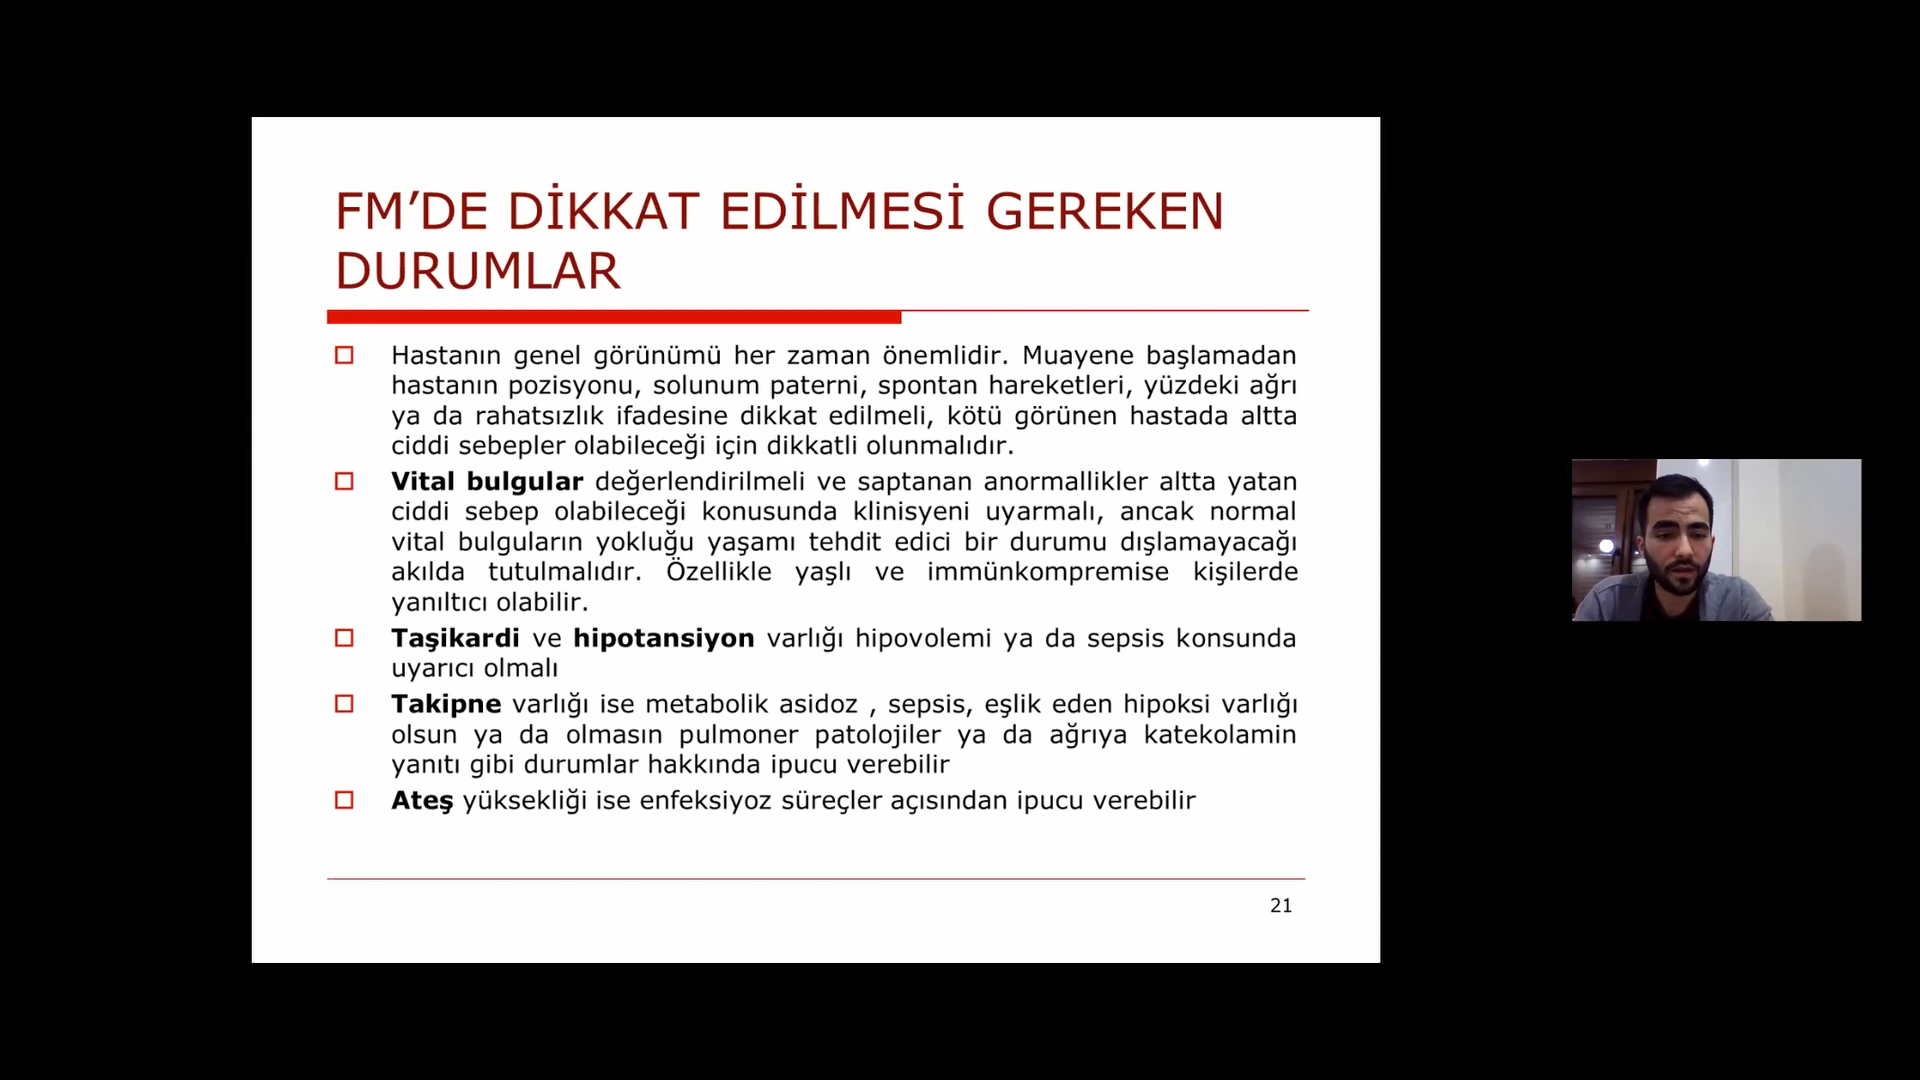 FM’DE DİKKAT EDİLMESİ GEREKEN
DURUMLAR
Hastanın genel görünümü her zaman önemlidir. Muayene başlamadan
hastanın pozisyonu, solunum paterni, spontan hareketleri, yüzdeki ağrı
ya da rahatsızlık ifadesine dikkat edilmeli, kötü görünen hastada altta
ciddi sebepler olabileceği için dikkatli olunmalıdır.
Vital bulgular değerlendirilmeli ve saptanan anormallikler altta yatan
ciddi sebep olabileceği konusunda klinisyeni uyarmalı, ancak normal
vital bulguların yokluğu yaşamı tehdit edici bir durumu dışlamayacağı
akılda tutulmalıdır. Özellikle yaşlı ve immünkompremise kişilerde
yanıltıcı olabilir.
Taşikardi ve hipotansiyon varlığı hipovolemi ya da sepsis konsunda
uyarıcı olmalı
Takipne varlığı ise metabolik asidoz , sepsis, eşlik eden hipoksi varlığı
olsun ya da olmasın pulmoner patolojiler ya da ağrıya katekolamin
yanıtı gibi durumlar hakkında ipucu verebilir
Ateş yüksekliği ise enfeksiyoz süreçler açısından ipucu verebilir
21